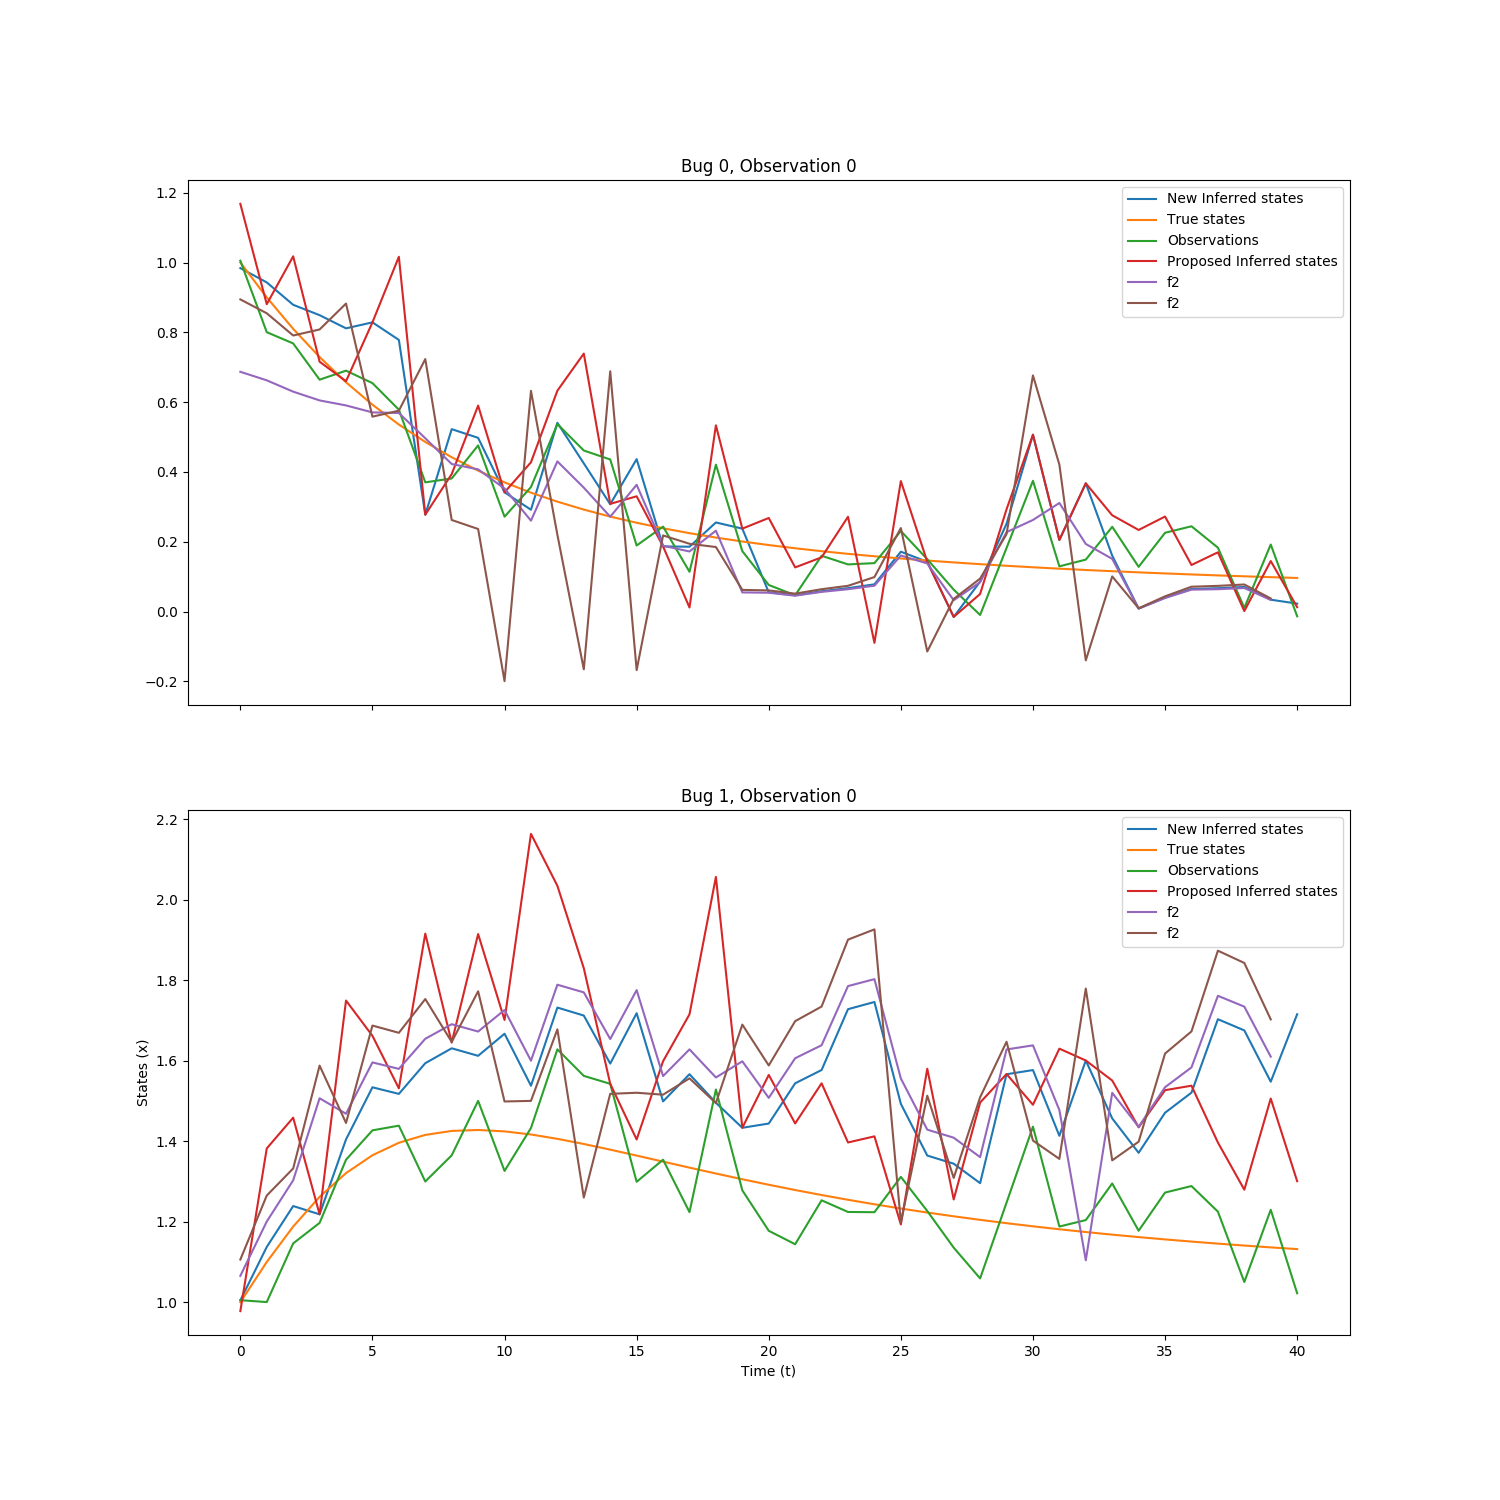 Bug 0, Observation 0
1.2
1.0
0.8
0.6
0.4
0.2
0.0
−0.2
New Inferred states
True states
Observations
Proposed Inferred states
f2
f2
Bug 1, Observation 0
2.2
2.0
1.8
1.6
1.4
1.2
1.0
States (x)
New Inferred states
True states
Observations
Proposed Inferred states
f2
f2
0 5 10 15 20 25 30 35 40
Time (t)